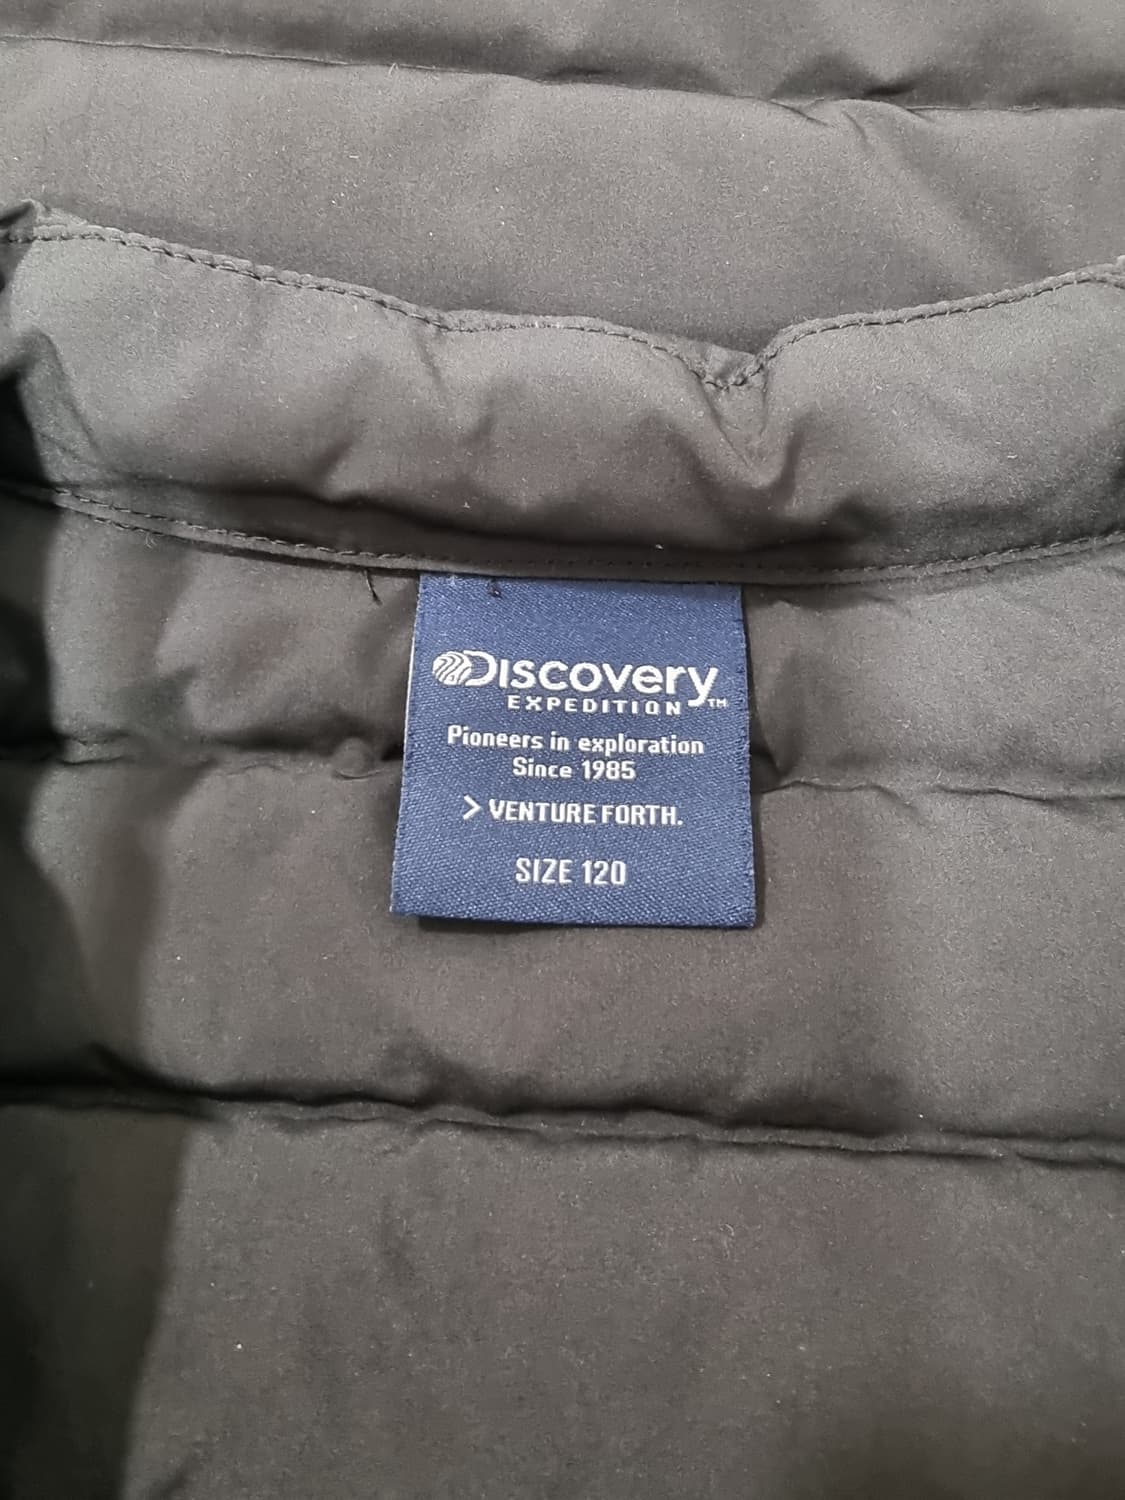 Discovery
EXPEDITION™
Pioneers in exploration
Since 1985
> VENTURE FORTH.
SIZE 120